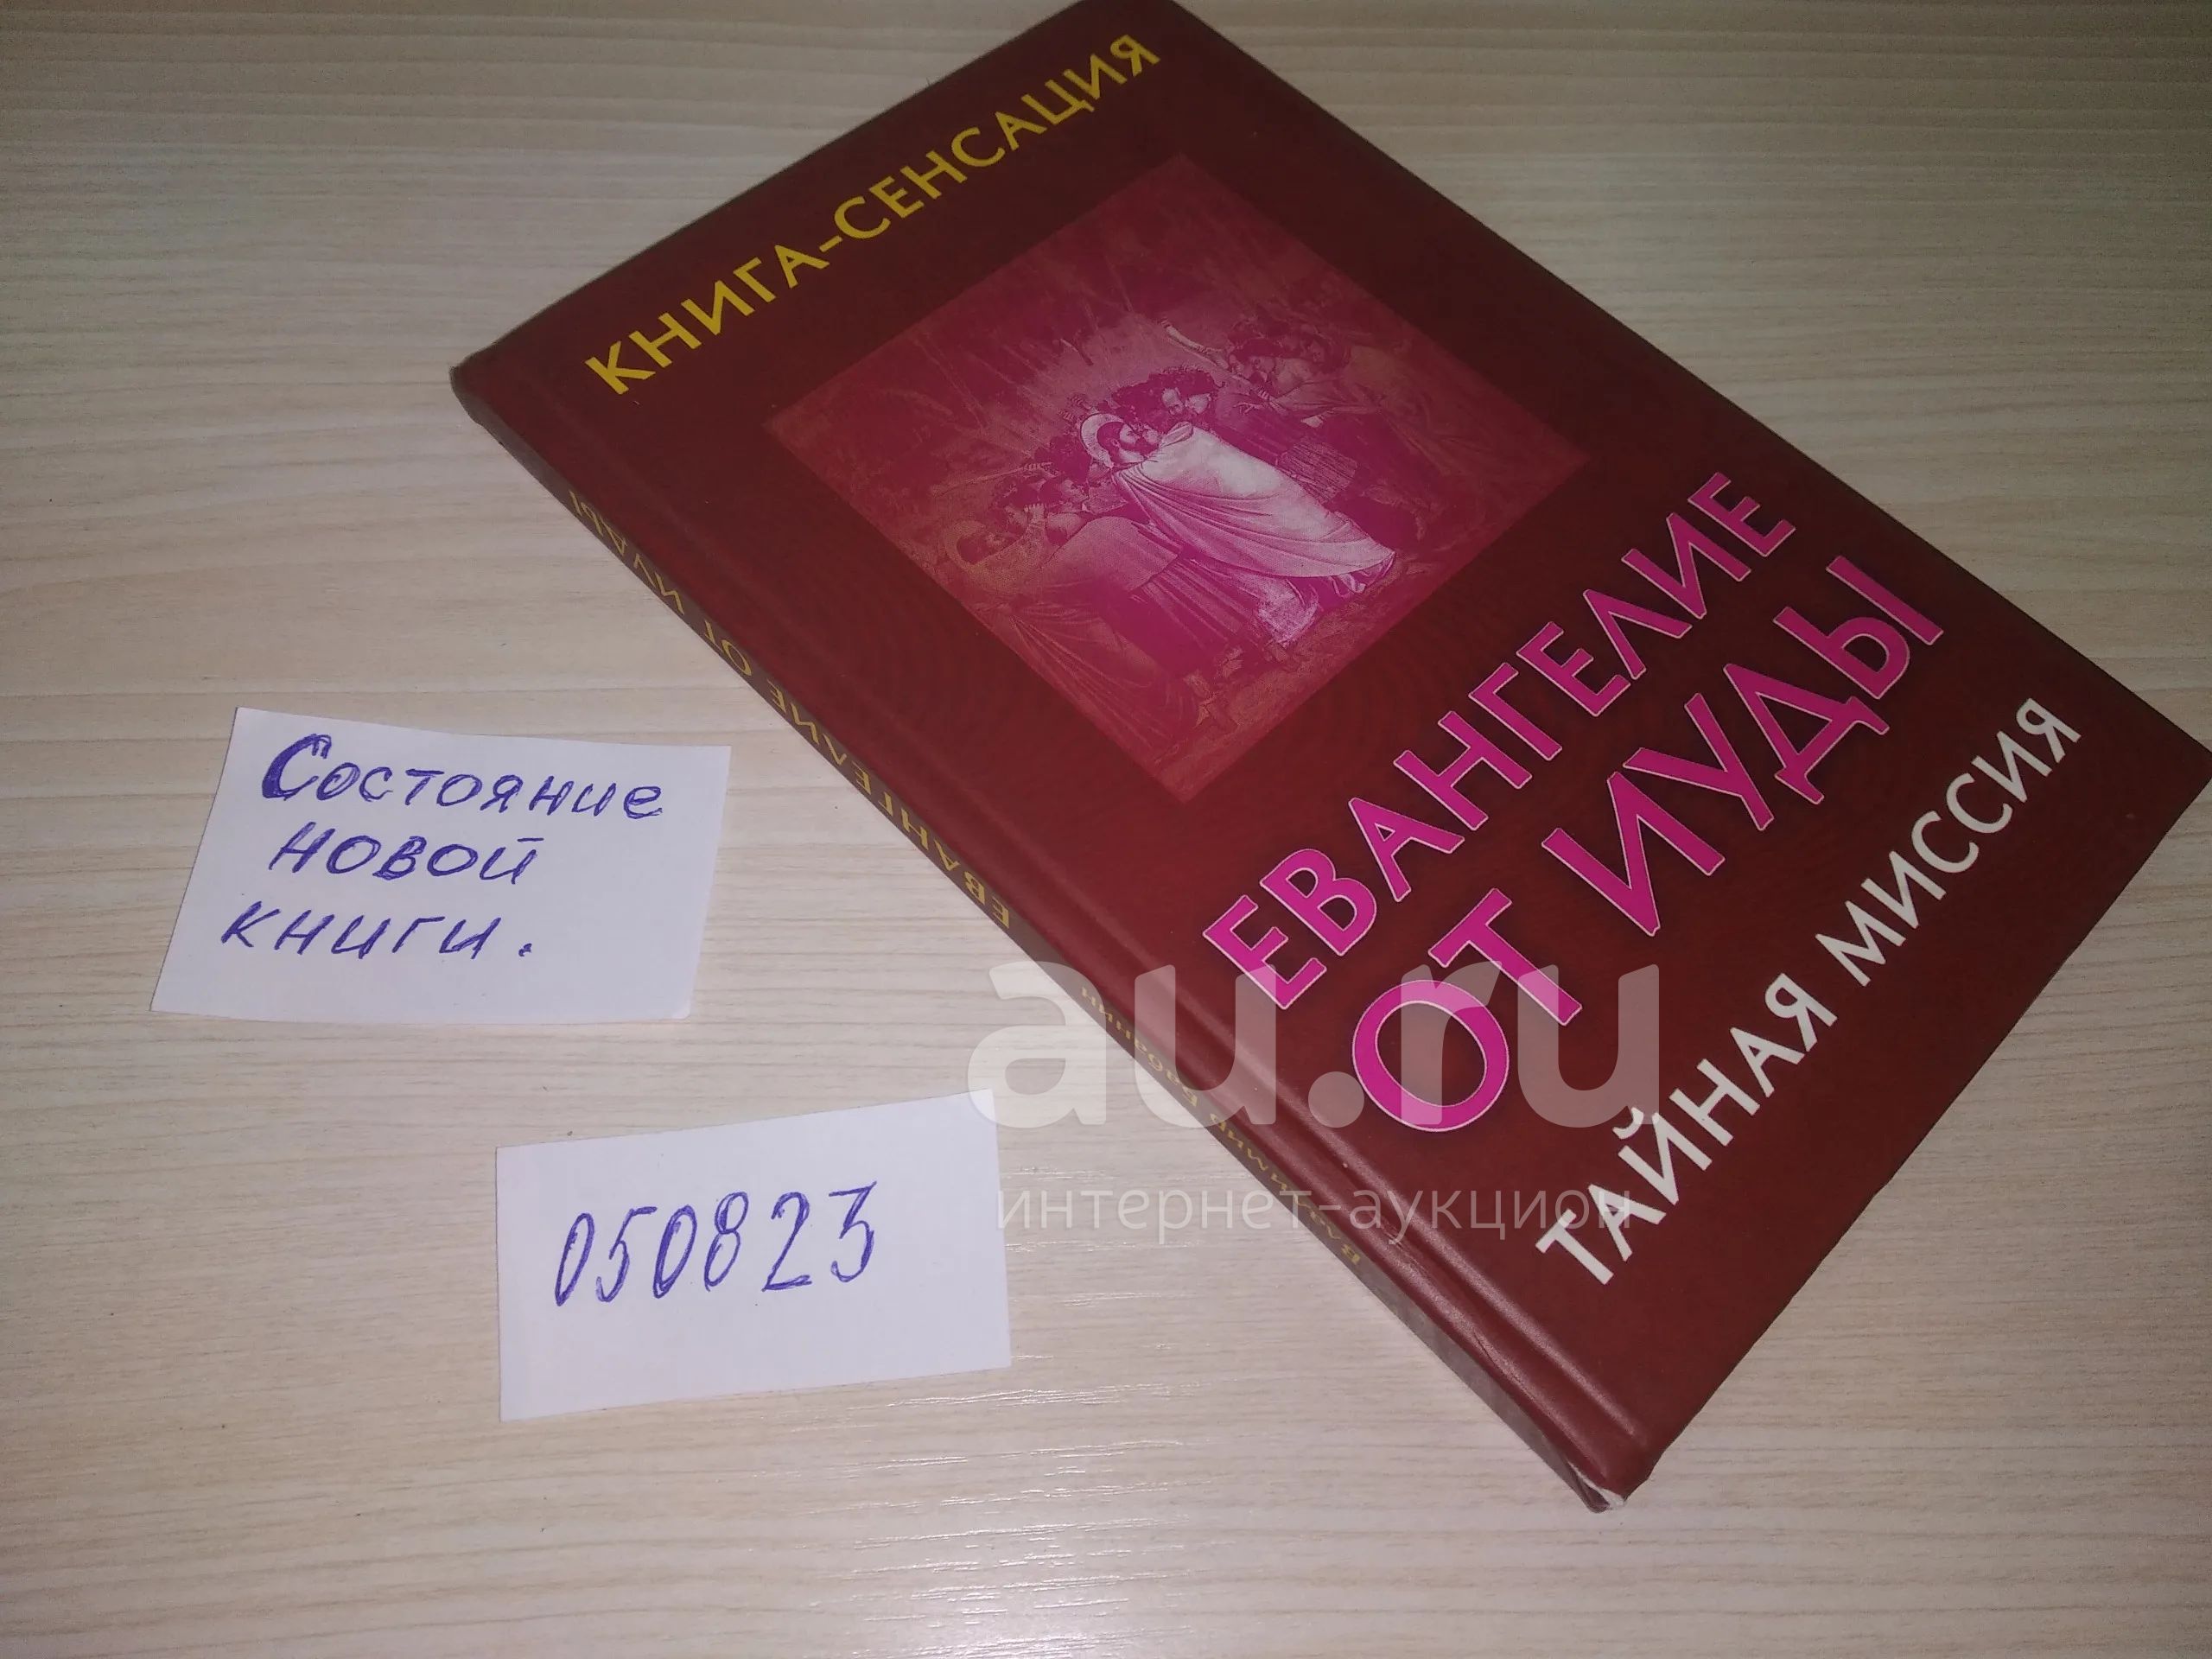 КНИГА-СЕНСАЦИЯ
ЕВАНГЕЛИЕ
ОТ ИУДЫ
ТАЙНАЯ МИССИЯ
ЕВАНГЕЛИЕ ОТ ИУДЫ
Состояние
новой
книги.
050823
au.ru
интернет-аукцион